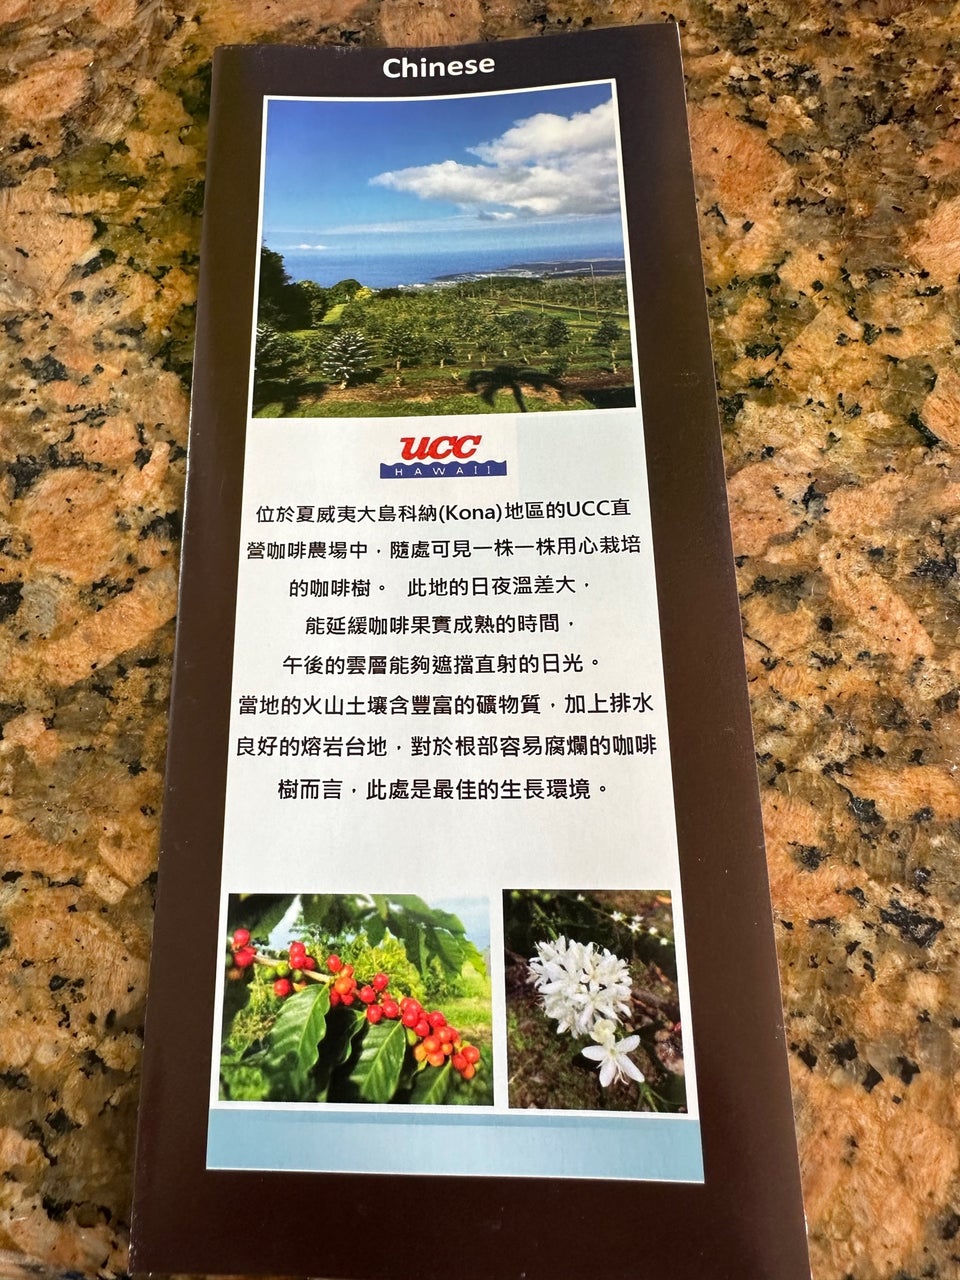 Chinese
ucc
HAWAII
位於夏威夷大島科納(Kona)地區的UCC直
營咖啡農場中，隨處可見一株一株用心栽培
的咖啡樹。 此地的日夜溫差大，
能延緩咖啡果實成熟的時間，
午後的雲層能夠遮擋直射的日光。
當地的火山土壤含豐富的礦物質，加上排水
良好的熔岩台地，對於根部容易腐爛的咖啡
樹而言，此處是最佳的生長環境。